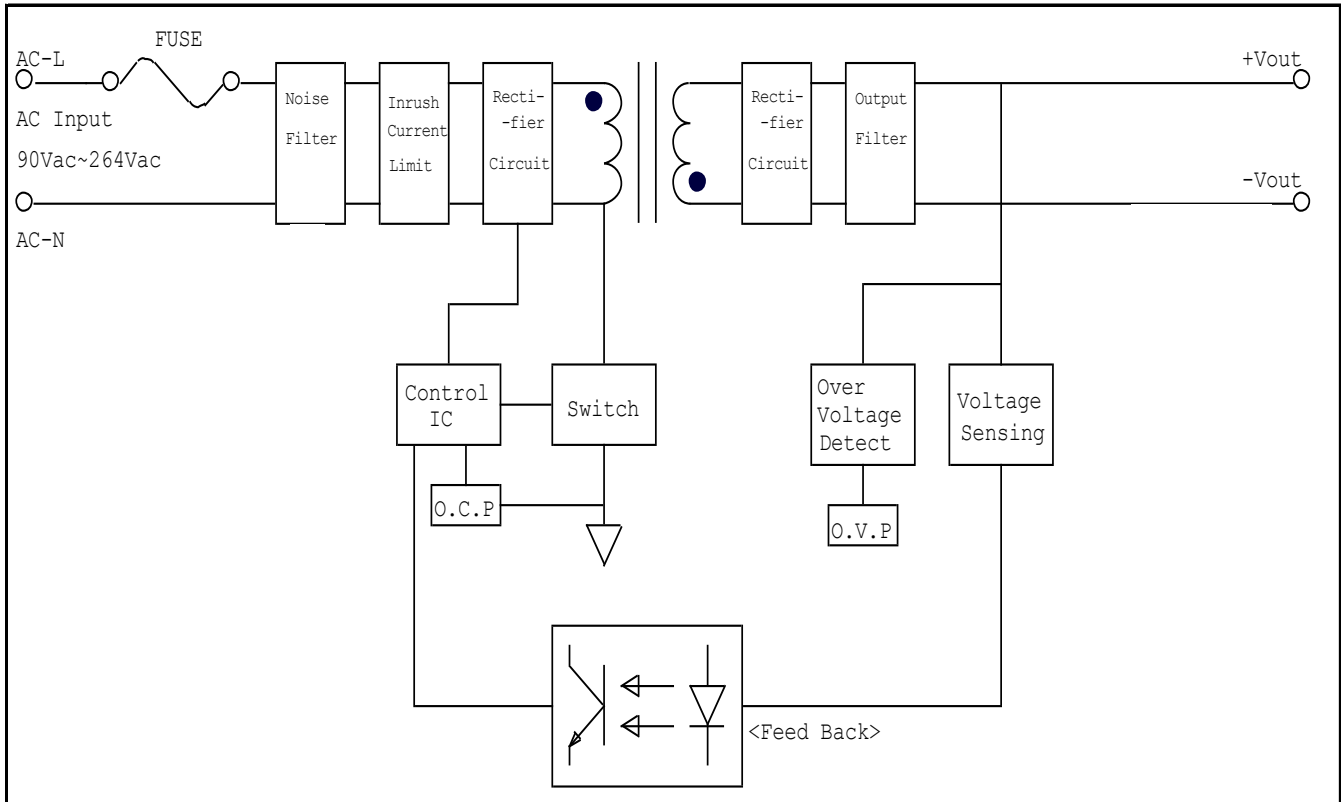 FUSE
AC-L
AC Input
90Vac~264Vac
AC-N
Noise
Filter
Inrush
Current
Limit
Recti-
-fier
Circuit
Recti-
-fier
Circuit
Output
Filter
+Vout
-Vout
Control
IC
Switch
O.C.P
Over
Voltage
Detect
Voltage
Sensing
O.V.P
<Feed Back>